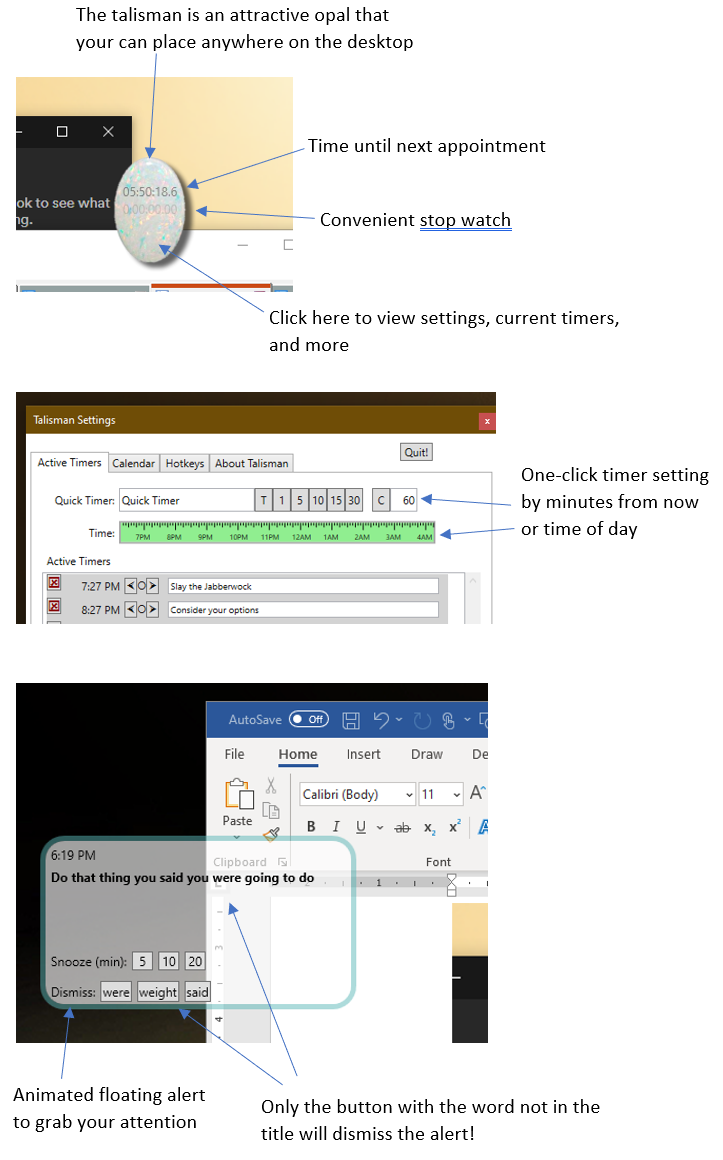 The talisman is an attractive opal that
your can place anywhere on the desktop
ok to see what
ng.
05:50:18.6
0:00:00.00
Time until next appointment
Convenient stop watch
Click here to view settings, current timers,
and more
Talisman Settings
x
Quit!
Active Timers Calendar Hotkeys About Talisman
Quick Timer: Quick Timer T 1 5 10 15 30 C 60
Time: 7PM 8PM 9PM 10PM 11PM 12AM 1AM 2AM 3AM 4AM
Active Timers
7:27 PM < O > Slay the Jabberwock
8:27 PM < O > Consider your options
One-click timer setting
by minutes from now
or time of day
AutoSave Off
File Home Insert Draw De
Paste
Calibri (Body) 11 A^
B I U ab x2 x2 A
Clipboard Font
6:19 PM
Do that thing you said you were going to do
1
3
4
Snooze (min): 5 10 20
Dismiss: were weight said
Animated floating alert
to grab your attention
Only the button with the word not in the
title will dismiss the alert!